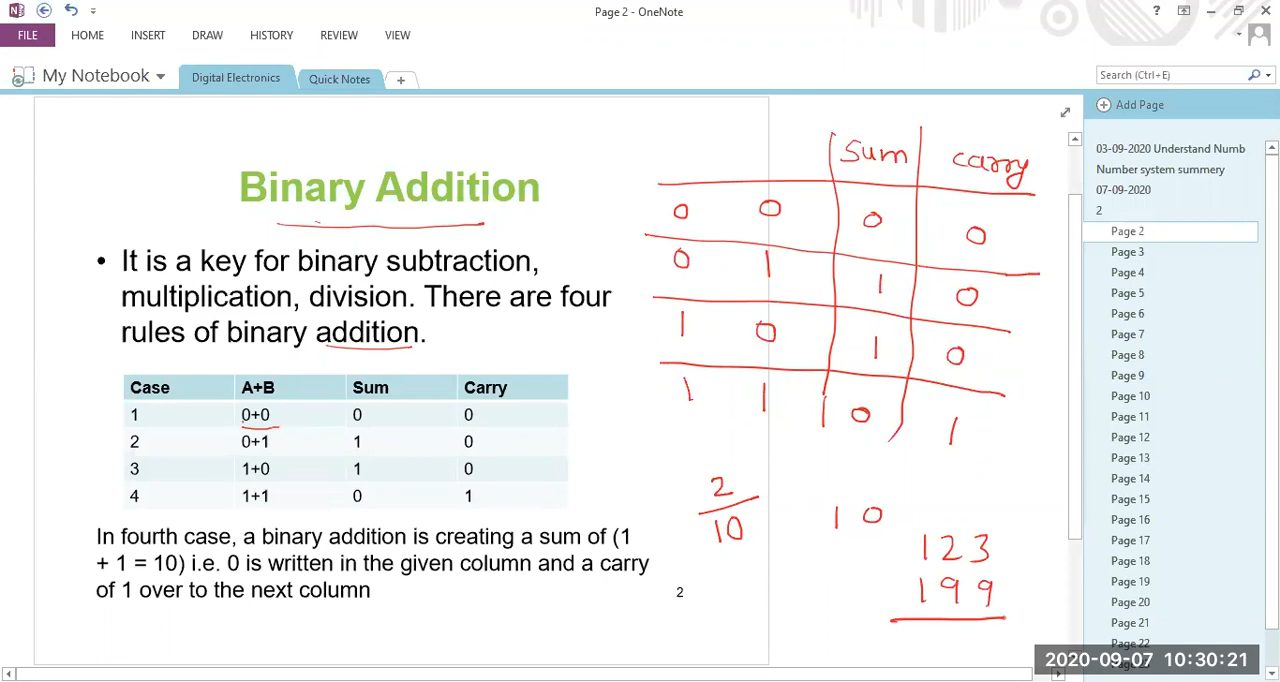 Page 2 - OneNote
FILE HOME INSERT DRAW HISTORY REVIEW VIEW
My Notebook Digital Electronics Quick Notes +
Search (Ctrl+E)
Add Page
03-09-2020 Understand Numb
Number system summery
07-09-2020
2
Page 2
Page 3
Page 4
Page 5
Page 6
Page 7
Page 8
Page 9
Page 10
Page 11
Page 12
Page 13
Page 14
Page 15
Page 16
Page 17
Page 18
Page 19
Page 20
Page 21
Page 22
Binary Addition
• It is a key for binary subtraction,
multiplication, division. There are four
rules of binary addition.
Case A+B Sum Carry
1 0+0 0 0
2 0+1 1 0
3 1+0 1 0
4 1+1 0 1
In fourth case, a binary addition is creating a sum of (1
+ 1 = 10) i.e. 0 is written in the given column and a carry
of 1 over to the next column
2
Sum carry
0 0 0 0
0 1 1 0
1 0 1 0
1 1 1 0 1
2
10
1 0
123
199
2020-09-07 10:30:21